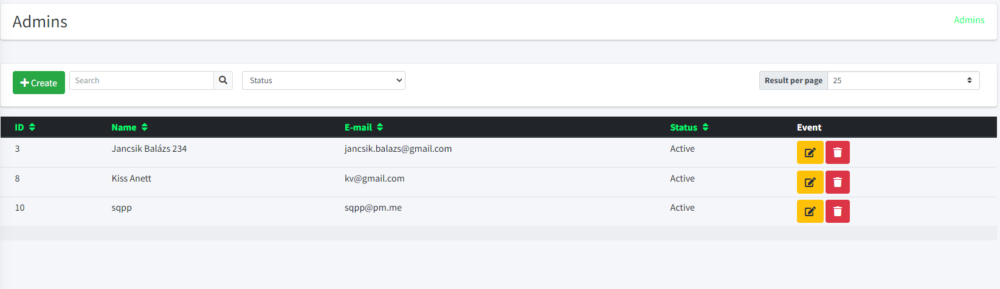 Admins
Admins
Create
Search
Status
Result per page 25
ID Name E-mail Status Event
3 Jancsik Balázs 234 jancsik.balazs@gmail.com Active
8 Kiss Anett kv@gmail.com Active
10 sqpp sqpp@pm.me Active